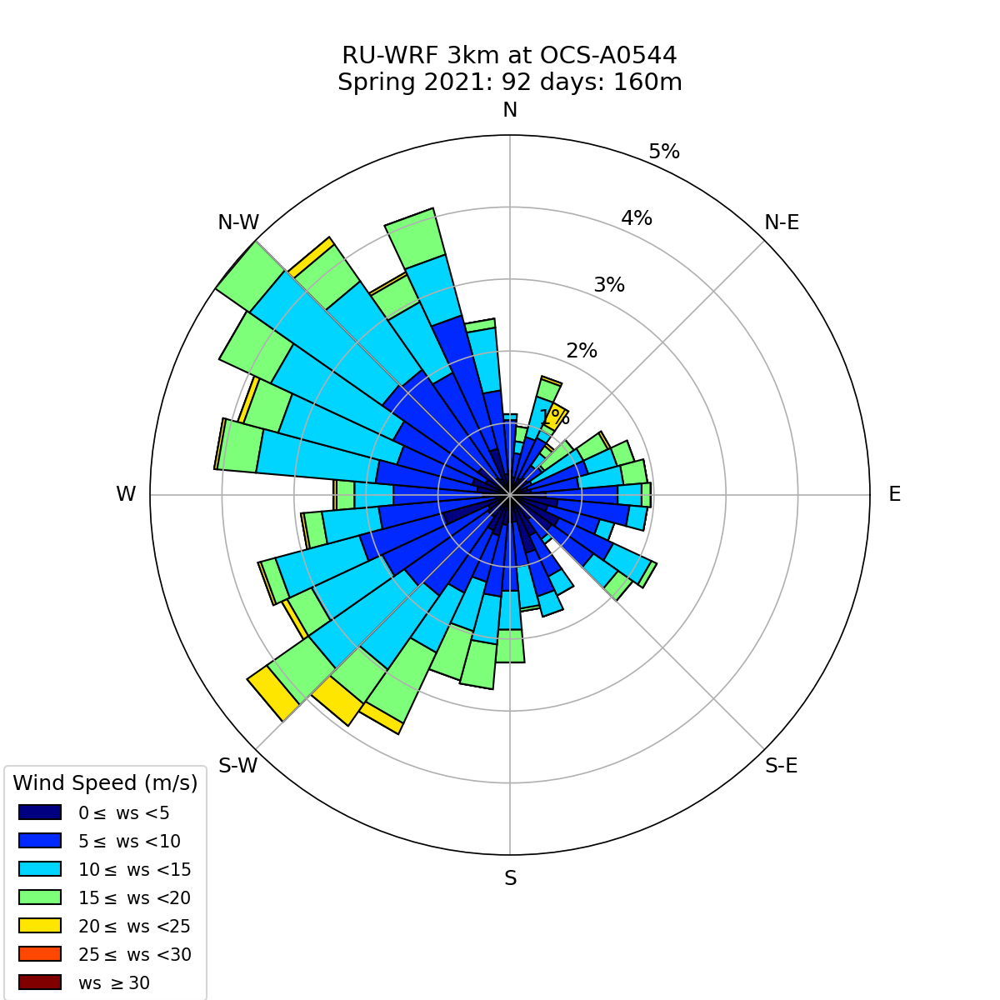 RU-WRF 3km at OCS-A0544
Spring 2021: 92 days: 160m
N
5%
N-W
4%
N-E
3%
2%
1%
W
E
S-W
S-E
S
Wind Speed (m/s)
0 ≤ ws <5
5 ≤ ws <10
10 ≤ ws <15
15 ≤ ws <20
20 ≤ ws <25
25 ≤ ws <30
ws ≥ 30